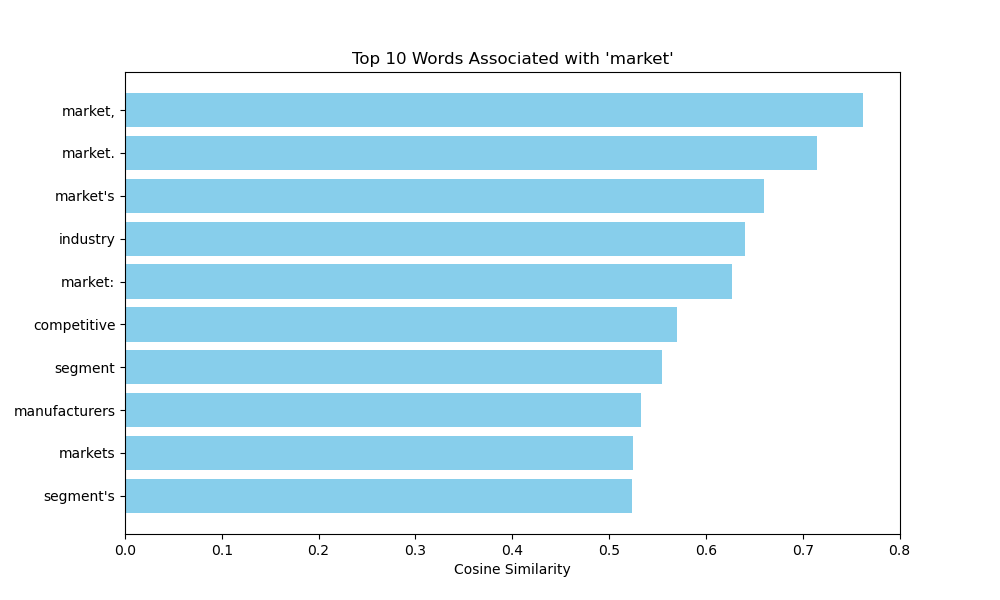 Top 10 Words Associated with 'market'
market,
market.
market's
industry
market:
competitive
segment
manufacturers
markets
segment's
0.0 0.1 0.2 0.3 0.4 0.5 0.6 0.7 0.8
Cosine Similarity